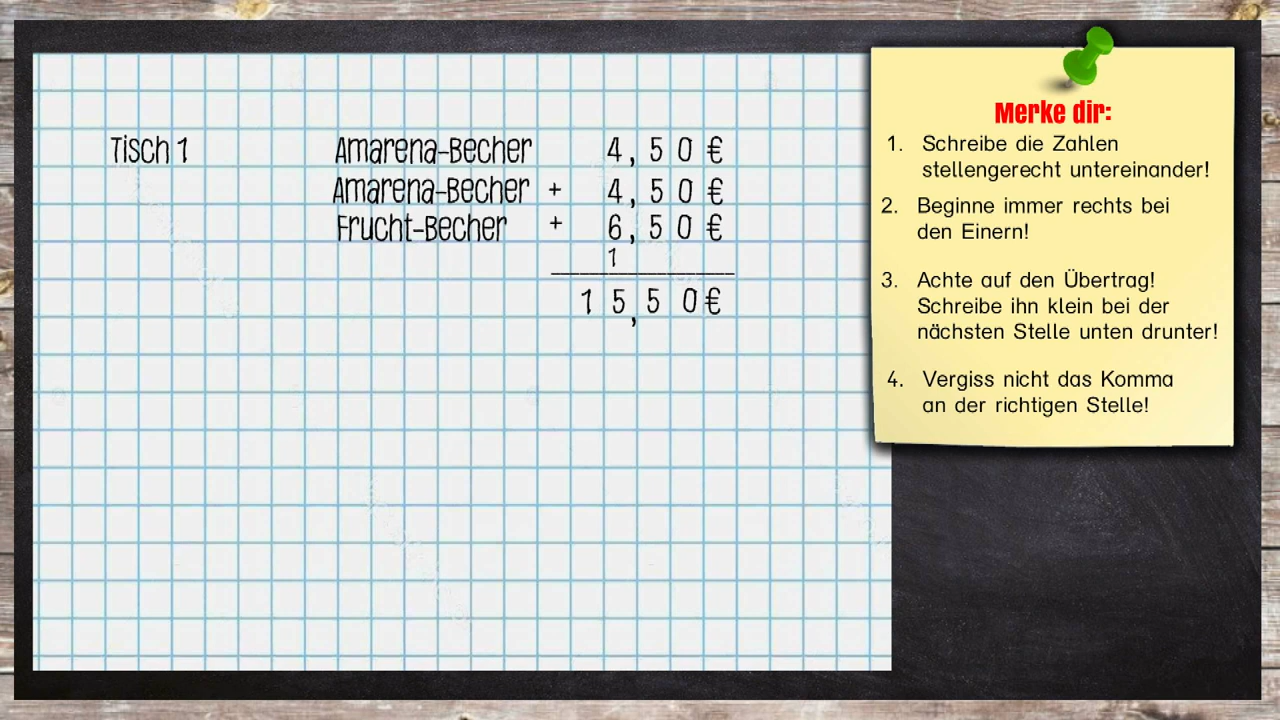 Tisch 1 Amarena-Becher 4,50€
Amarena-Becher + 4,50€
Frucht-Becher + 6,50€
1
15,50€
Merke dir:
1. Schreibe die Zahlen
stellengerecht untereinander!
2. Beginne immer rechts bei
den Einern!
3. Achte auf den Übertrag!
Schreibe ihn klein bei der
nächsten Stelle unten drunter!
4. Vergiss nicht das Komma
an der richtigen Stelle!